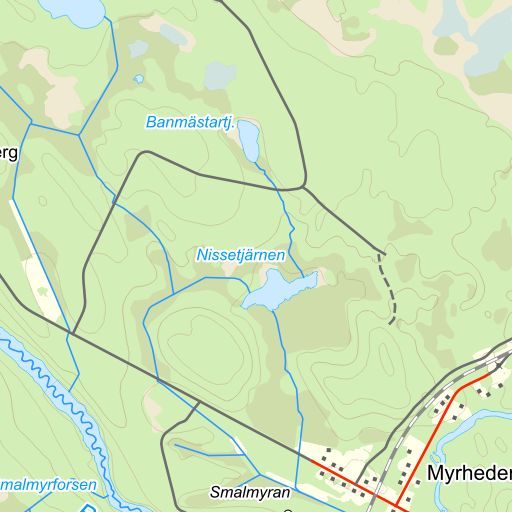 Banmästartj.
erg
Nissetjärnen
Myrheden
malmyrforsen
Smalmyran